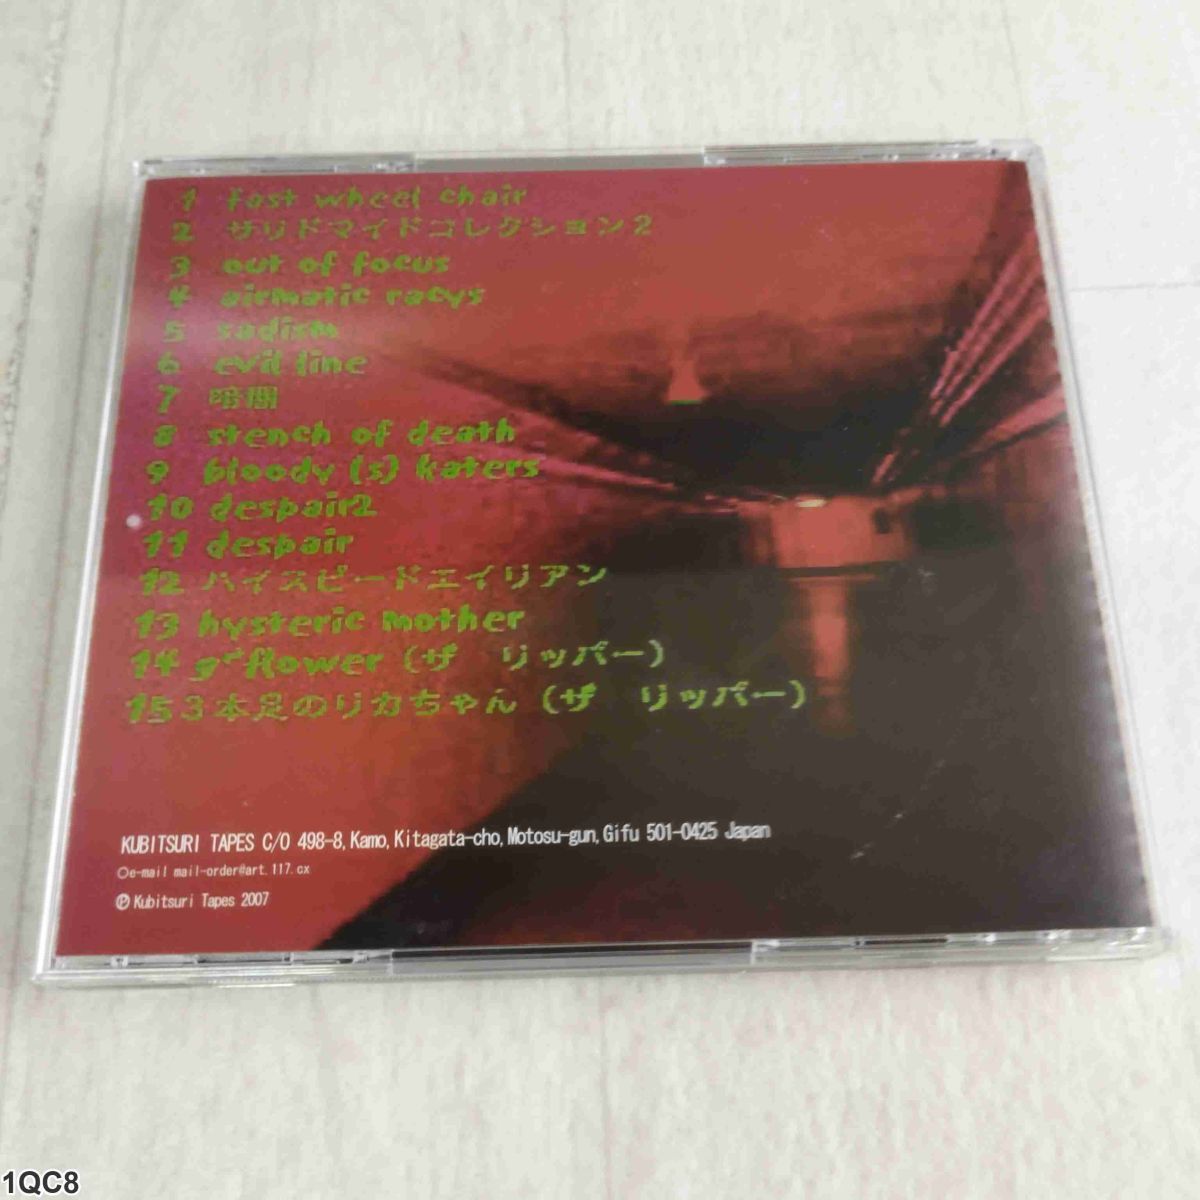 1 fast wheel chair
2 サリドマイドコレクション2
3 out of focus
4 airmatic racys
5 sadism
6 evil line
7 暗闇
8 stench of death
9 bloody (s) katers
10 despair2
11 despair
12 ハイスピードエイリアン
13 hysteric mother
14 g"flower (ザ リッパー)
15 3本足のリカちゃん (ザ リッパー)
KUBITSURI TAPES C/O 498-8, Kamo, Kitagata-cho, Motosu-gun, Gifu 501-0425 Japan
○e-mail mail-order@art.117.cx
℗ Kubitsuri Tapes 2007
1QC8